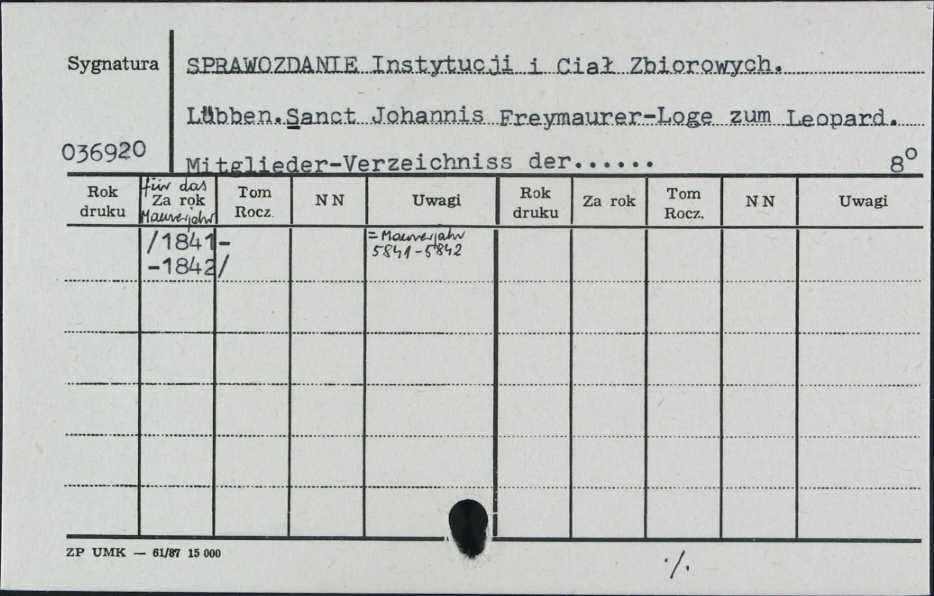 Sygnatura
SPRAWOZDANIE Instytucji i Ciał Zbiorowych.
Lübben.Sanct Johannis Freymaurer-Loge zum Leopard.
036920
Mitglieder-Verzeichniss der...... 8°
Rok druku
für das
Za rok
Maurerjahr
Tom Rocz.
N N
Uwagi
Rok druku
Za rok
Tom Rocz.
N N
Uwagi
/1841-
-1842/
= Maurerjahr
5841-5842
ZP UMK — 61/87 15 000
·/.